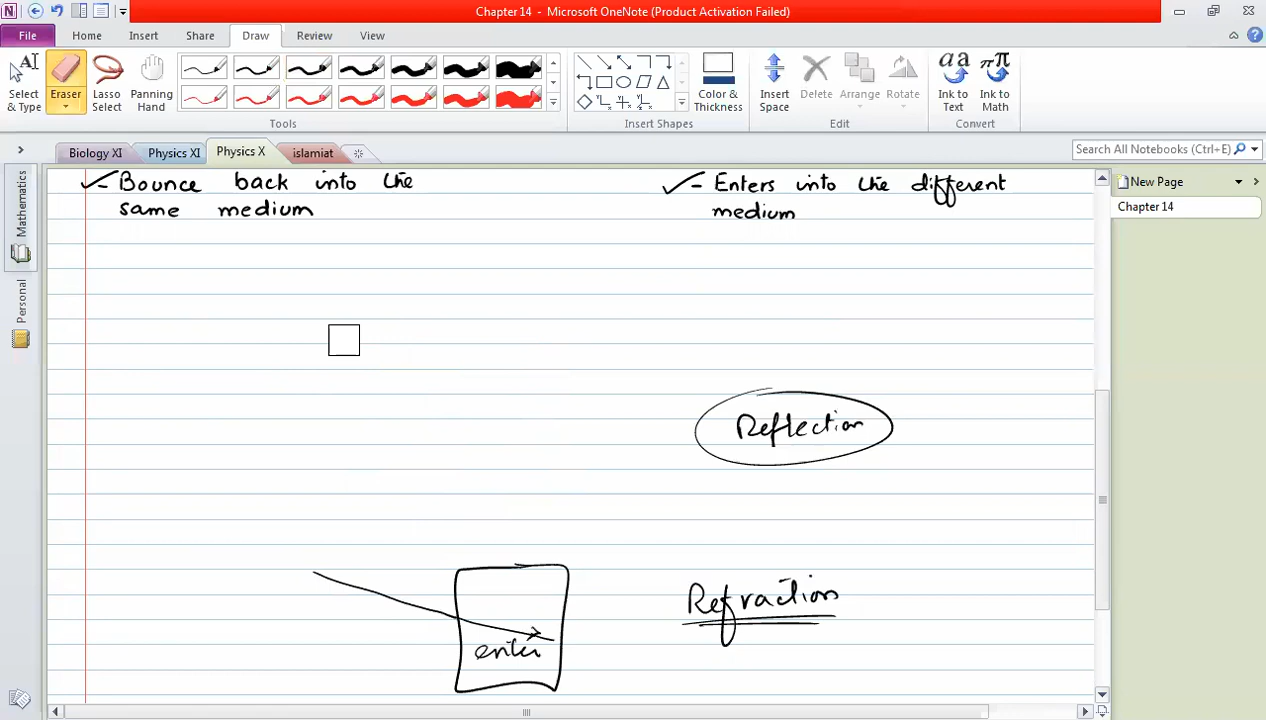 Chapter 14 - Microsoft OneNote (Product Activation Failed)
File Home Insert Share Draw Review View
Select & Type
Eraser
Lasso Select
Panning Hand
Color & Thickness
Insert Space
Delete
Arrange
Rotate
Ink to Text
Ink to Math
Tools
Insert Shapes
Edit
Convert
Biology XI Physics XI Physics X islamiat
Search All Notebooks (Ctrl+E)
Mathematics
Personal
New Page
Chapter 14
- Bounce back into the
same medium
- Enters into the different
medium
Reflection
Refraction
enter